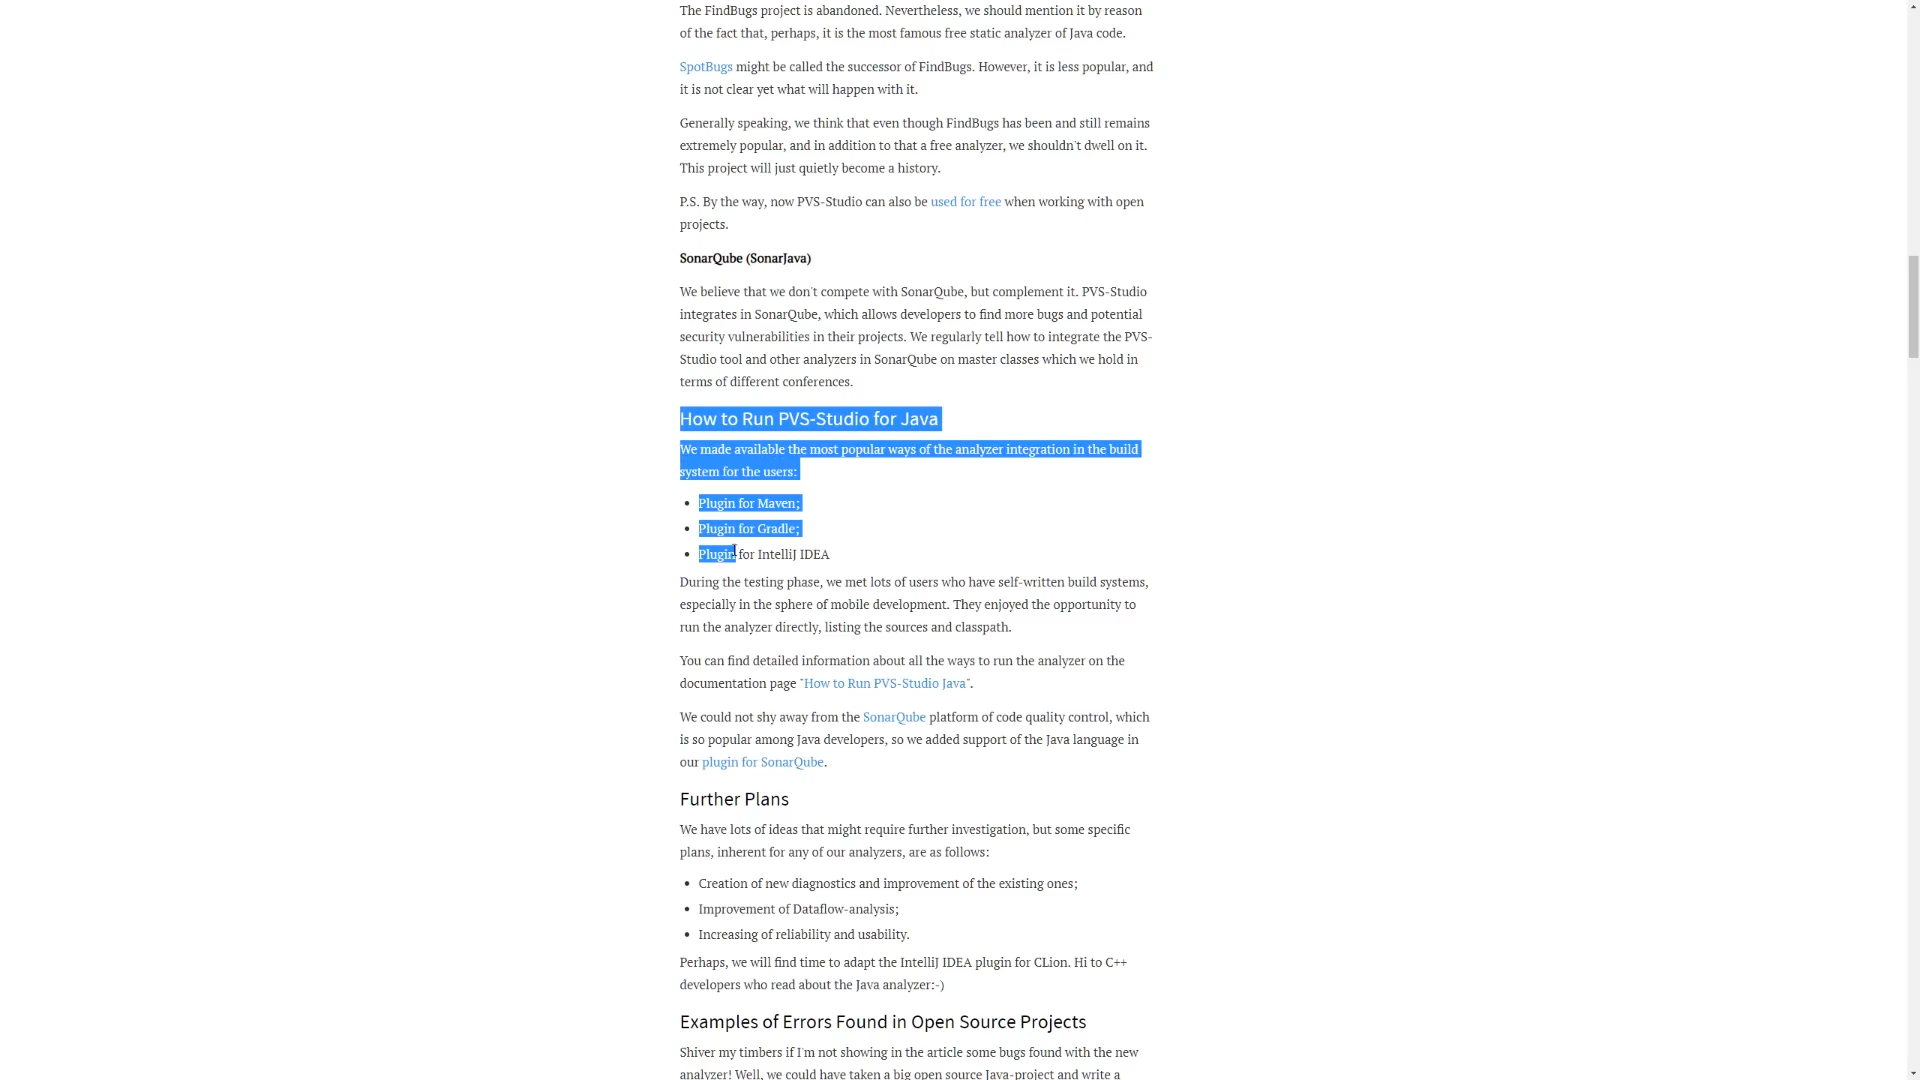 The FindBugs project is abandoned. Nevertheless, we should mention it by reason
of the fact that, perhaps, it is the most famous free static analyzer of Java code.
SpotBugs might be called the successor of FindBugs. However, it is less popular, and
it is not clear yet what will happen with it.
Generally speaking, we think that even though FindBugs has been and still remains
extremely popular, and in addition to that a free analyzer, we shouldn't dwell on it.
This project will just quietly become a history.
P.S. By the way, now PVS-Studio can also be used for free when working with open
projects.
SonarQube (SonarJava)
We believe that we don't compete with SonarQube, but complement it. PVS-Studio
integrates in SonarQube, which allows developers to find more bugs and potential
security vulnerabilities in their projects. We regularly tell how to integrate the PVS-
Studio tool and other analyzers in SonarQube on master classes which we hold in
terms of different conferences.
How to Run PVS-Studio for Java
We made available the most popular ways of the analyzer integration in the build
system for the users:
• Plugin for Maven;
• Plugin for Gradle;
• Plugin for IntelliJ IDEA
During the testing phase, we met lots of users who have self-written build systems,
especially in the sphere of mobile development. They enjoyed the opportunity to
run the analyzer directly, listing the sources and classpath.
You can find detailed information about all the ways to run the analyzer on the
documentation page "How to Run PVS-Studio Java".
We could not shy away from the SonarQube platform of code quality control, which
is so popular among Java developers, so we added support of the Java language in
our plugin for SonarQube.
Further Plans
We have lots of ideas that might require further investigation, but some specific
plans, inherent for any of our analyzers, are as follows:
• Creation of new diagnostics and improvement of the existing ones;
• Improvement of Dataflow-analysis;
• Increasing of reliability and usability.
Perhaps, we will find time to adapt the IntelliJ IDEA plugin for CLion. Hi to C++
developers who read about the Java analyzer:-)
Examples of Errors Found in Open Source Projects
Shiver my timbers if I'm not showing in the article some bugs found with the new
analyzer! Well, we could have taken a big open source Java-project and write a